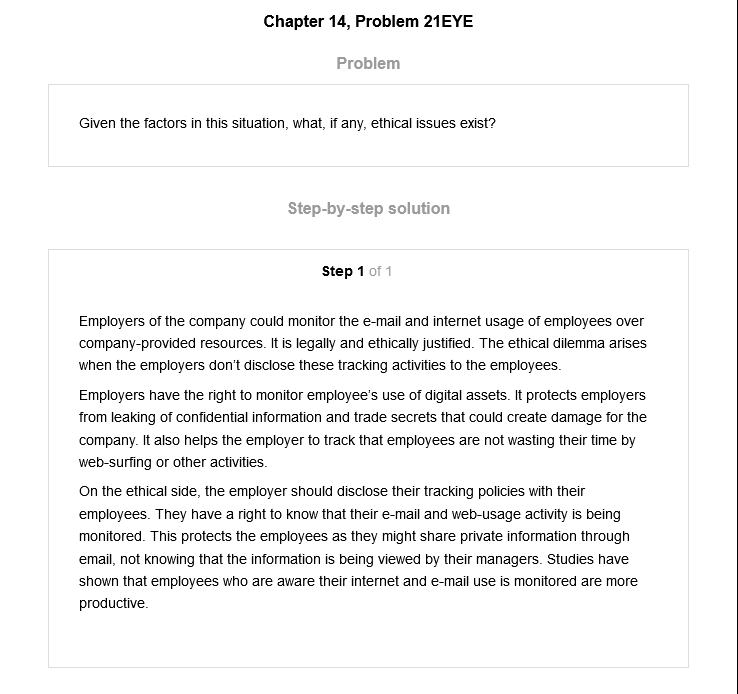 Chapter 14, Problem 21EYE
Problem
Given the factors in this situation, what, if any, ethical issues exist?
Step-by-step solution
Step 1 of 1
Employers of the company could monitor the e-mail and internet usage of employees over
company-provided resources. It is legally and ethically justified. The ethical dilemma arises
when the employers don’t disclose these tracking activities to the employees.
Employers have the right to monitor employee’s use of digital assets. It protects employers
from leaking of confidential information and trade secrets that could create damage for the
company. It also helps the employer to track that employees are not wasting their time by
web-surfing or other activities.
On the ethical side, the employer should disclose their tracking policies with their
employees. They have a right to know that their e-mail and web-usage activity is being
monitored. This protects the employees as they might share private information through
email, not knowing that the information is being viewed by their managers. Studies have
shown that employees who are aware their internet and e-mail use is monitored are more
productive.